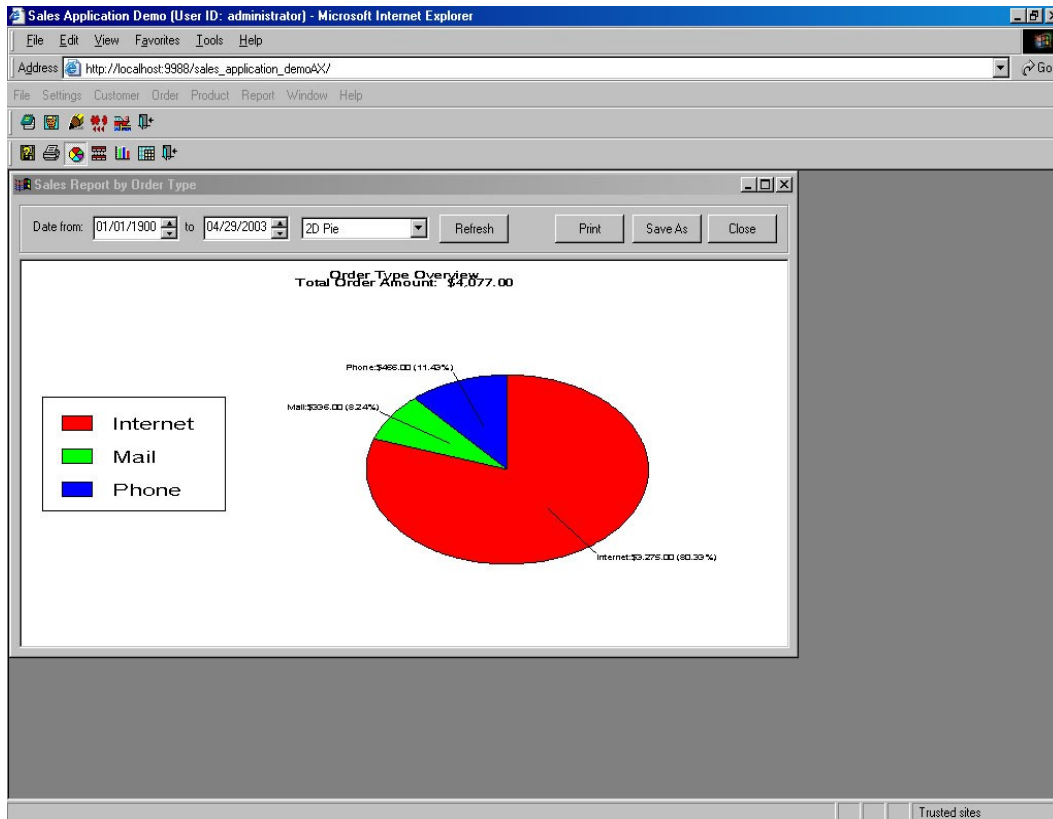 Sales Application Demo (User ID: administrator) - Microsoft Internet Explorer
File Edit View Favorites Tools Help
Address http://localhost:9988/sales_application_demoAX/ Go
File Settings Customer Order Product Report Window Help
Sales Report by Order Type
Date from: 01/01/1900 to 04/29/2003 2D Pie Refresh Print Save As Close
Order Type Overview
Total Order Amount: $4,077.00
Phone:$466.00 (11.43%)
Mail:$336.00 (8.24%)
Internet
Mail
Phone
Internet:$3,275.00 (80.33%)
Trusted sites